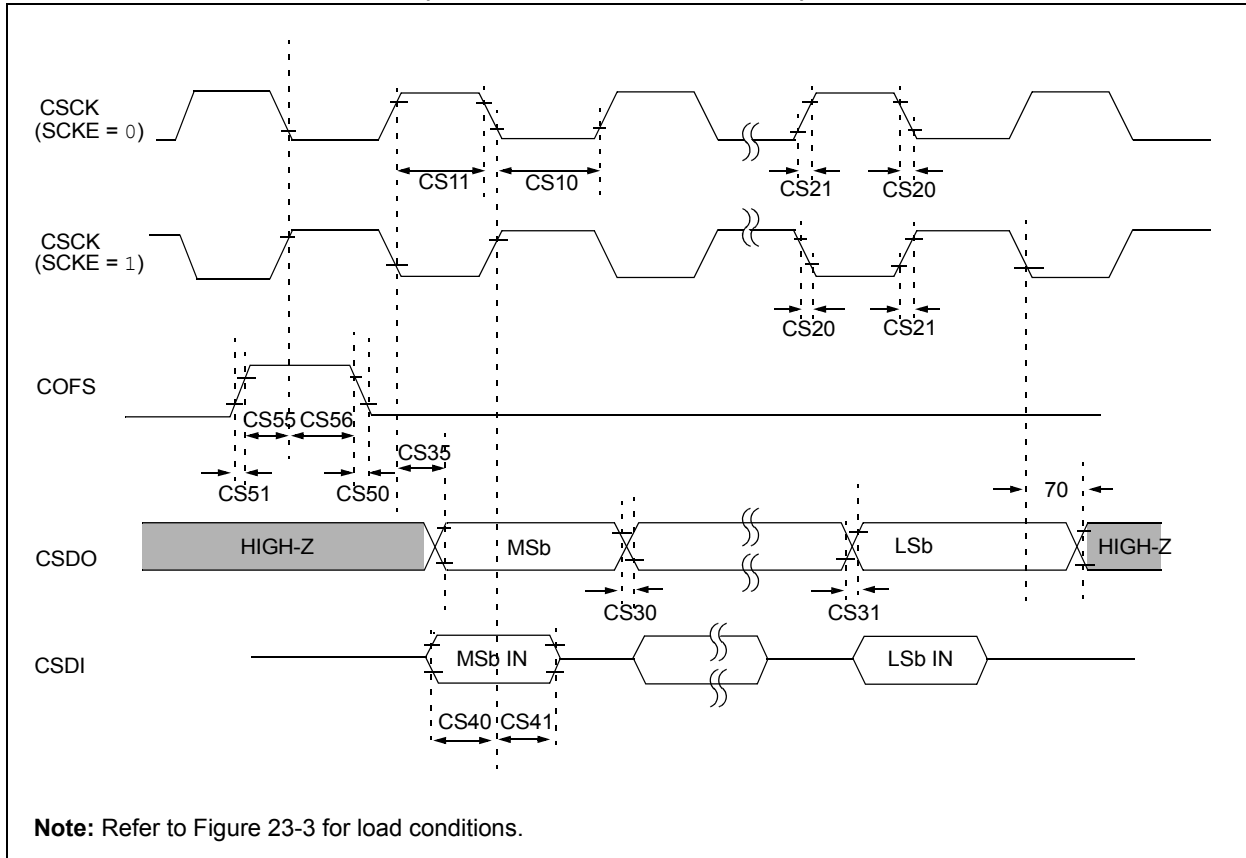 CSCK
(SCKE = 0)
CS11
CS10
CS21
CS20
CSCK
(SCKE = 1)
CS20
CS21
COFS
CS55
CS56
CS35
CS51
CS50
70
CSDO
HIGH-Z
MSb
LSb
HIGH-Z
CS30
CS31
CSDI
MSb IN
LSb IN
CS40
CS41
Note: Refer to Figure 23-3 for load conditions.